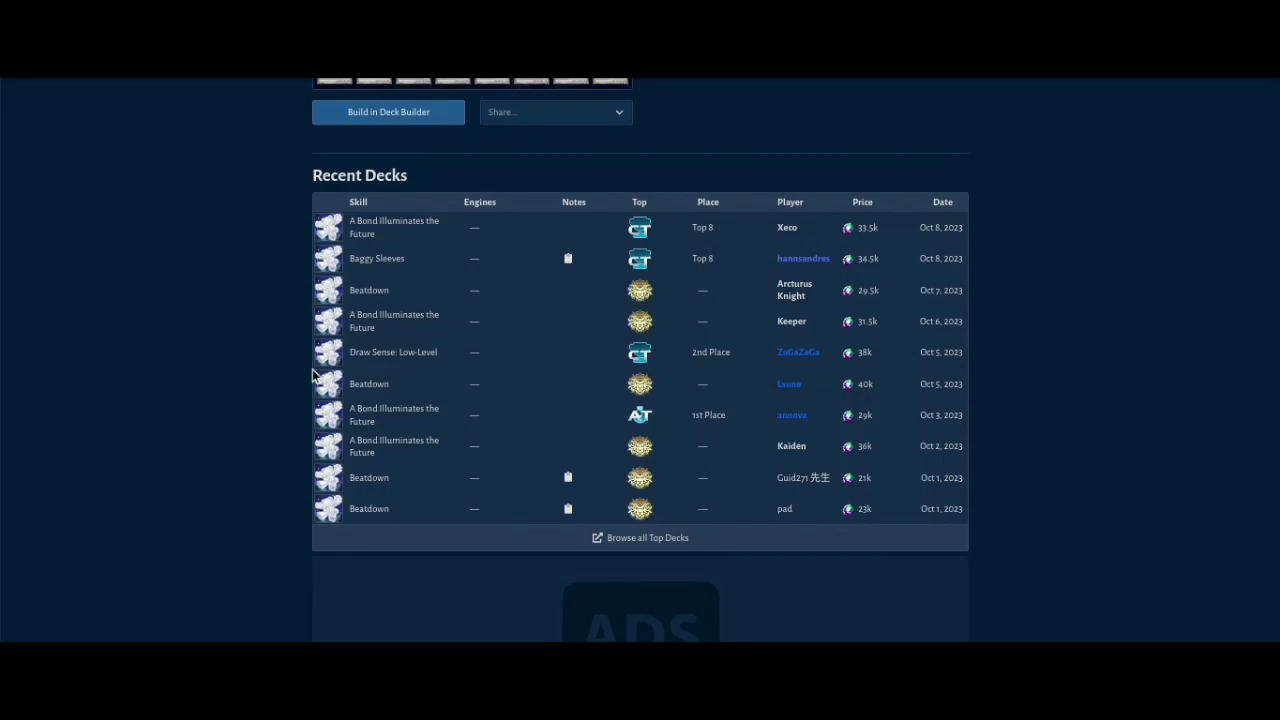 Build in Deck Builder
Share...
Recent Decks
Skill Engines Notes Top Place Player Price Date
A Bond Illuminates the
Future — CT Top 8 Xeco 33.5k Oct 8, 2023
Baggy Sleeves — CT Top 8 hannsandres 34.5k Oct 8, 2023
Beatdown — — Arcturus
Knight 29.5k Oct 7, 2023
A Bond Illuminates the
Future — — Keeper 31.5k Oct 6, 2023
Draw Sense: Low-Level — CT 2nd Place ZaGaZaGa 38k Oct 5, 2023
Beatdown — — 40k Oct 5, 2023
A Bond Illuminates the
Future — AT 1st Place 29k Oct 3, 2023
A Bond Illuminates the
Future — — Kaiden 36k Oct 2, 2023
Beatdown — — Guid271 先生 21k Oct 1, 2023
Beatdown — — pad 23k Oct 1, 2023
Browse all Top Decks
ADS